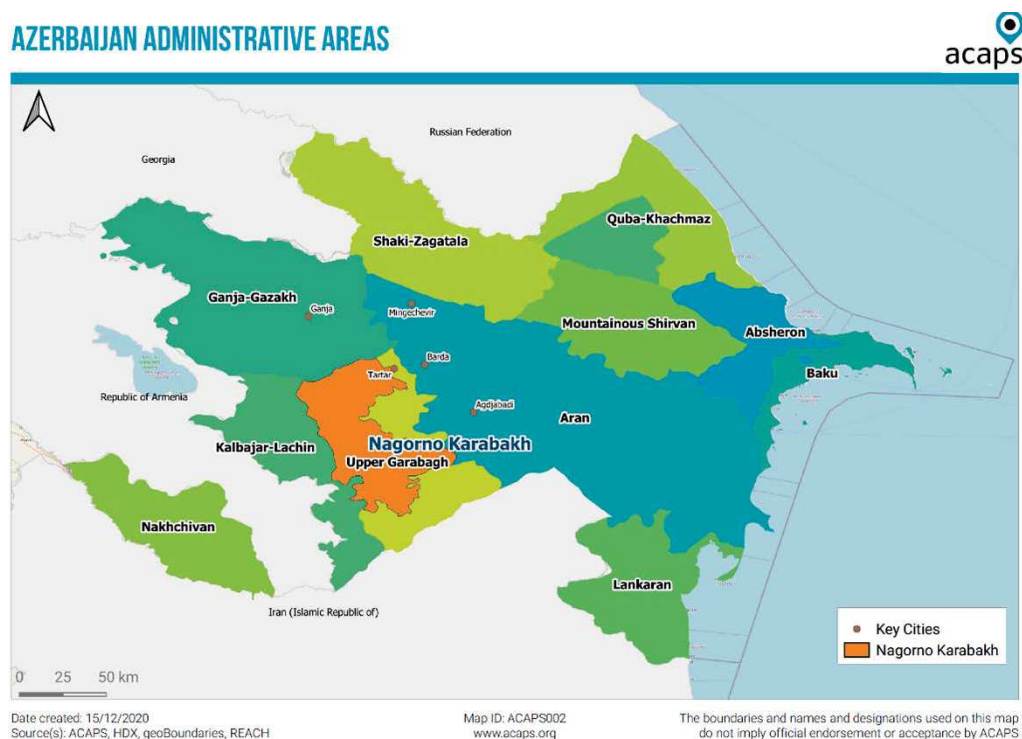 AZERBAIJAN ADMINISTRATIVE AREAS
acaps
Russian Federation
Georgia
Quba-Khachmaz
Shaki-Zagatala
Ganja-Gazakh
Ganja
Mingechevir
Mountainous Shirvan
Absheron
Barda
Tartar
Baku
Republic of Armenia
Agdjabadi
Aran
Kalbajar-Lachin
Nagorno Karabakh
Upper Garabagh
Nakhchivan
Lankaran
Iran (Islamic Republic of)
Key Cities
Nagorno Karabakh
0 25 50 km
Date created: 15/12/2020
Source(s): ACAPS, HDX, geoBoundaries, REACH
Map ID: ACAPS002
www.acaps.org
The boundaries and names and designations used on this map
do not imply official endorsement or acceptance by ACAPS